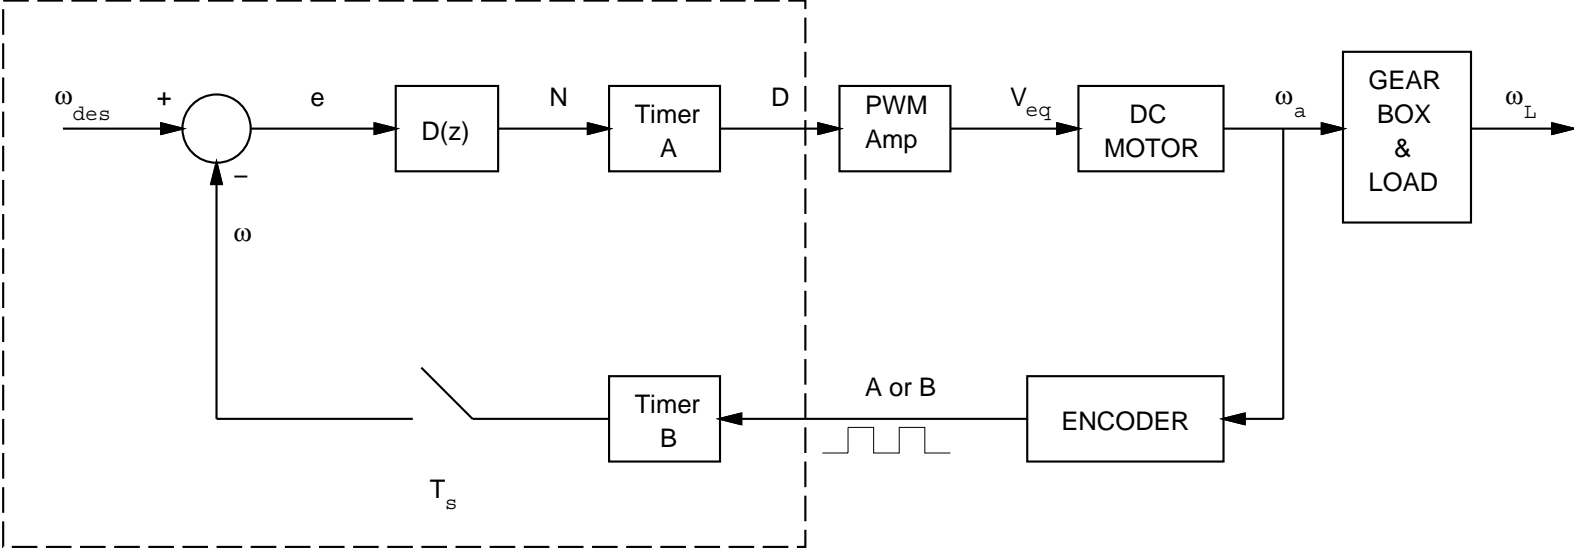 ω_des
+
e
D(z)
N
Timer
A
D
PWM
Amp
V_eq
DC
MOTOR
ω_a
GEAR
BOX
&
LOAD
ω_L
−
ω
T_s
Timer
B
A or B
ENCODER